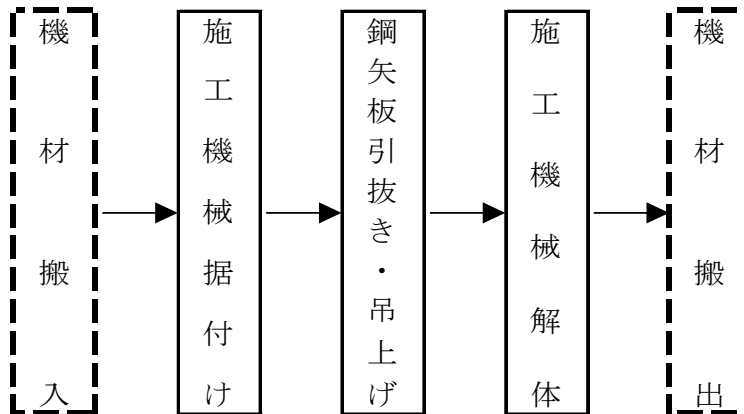 機材搬入
施工機械据付け
鋼矢板引抜き・吊上げ
施工機械解体
機材搬出